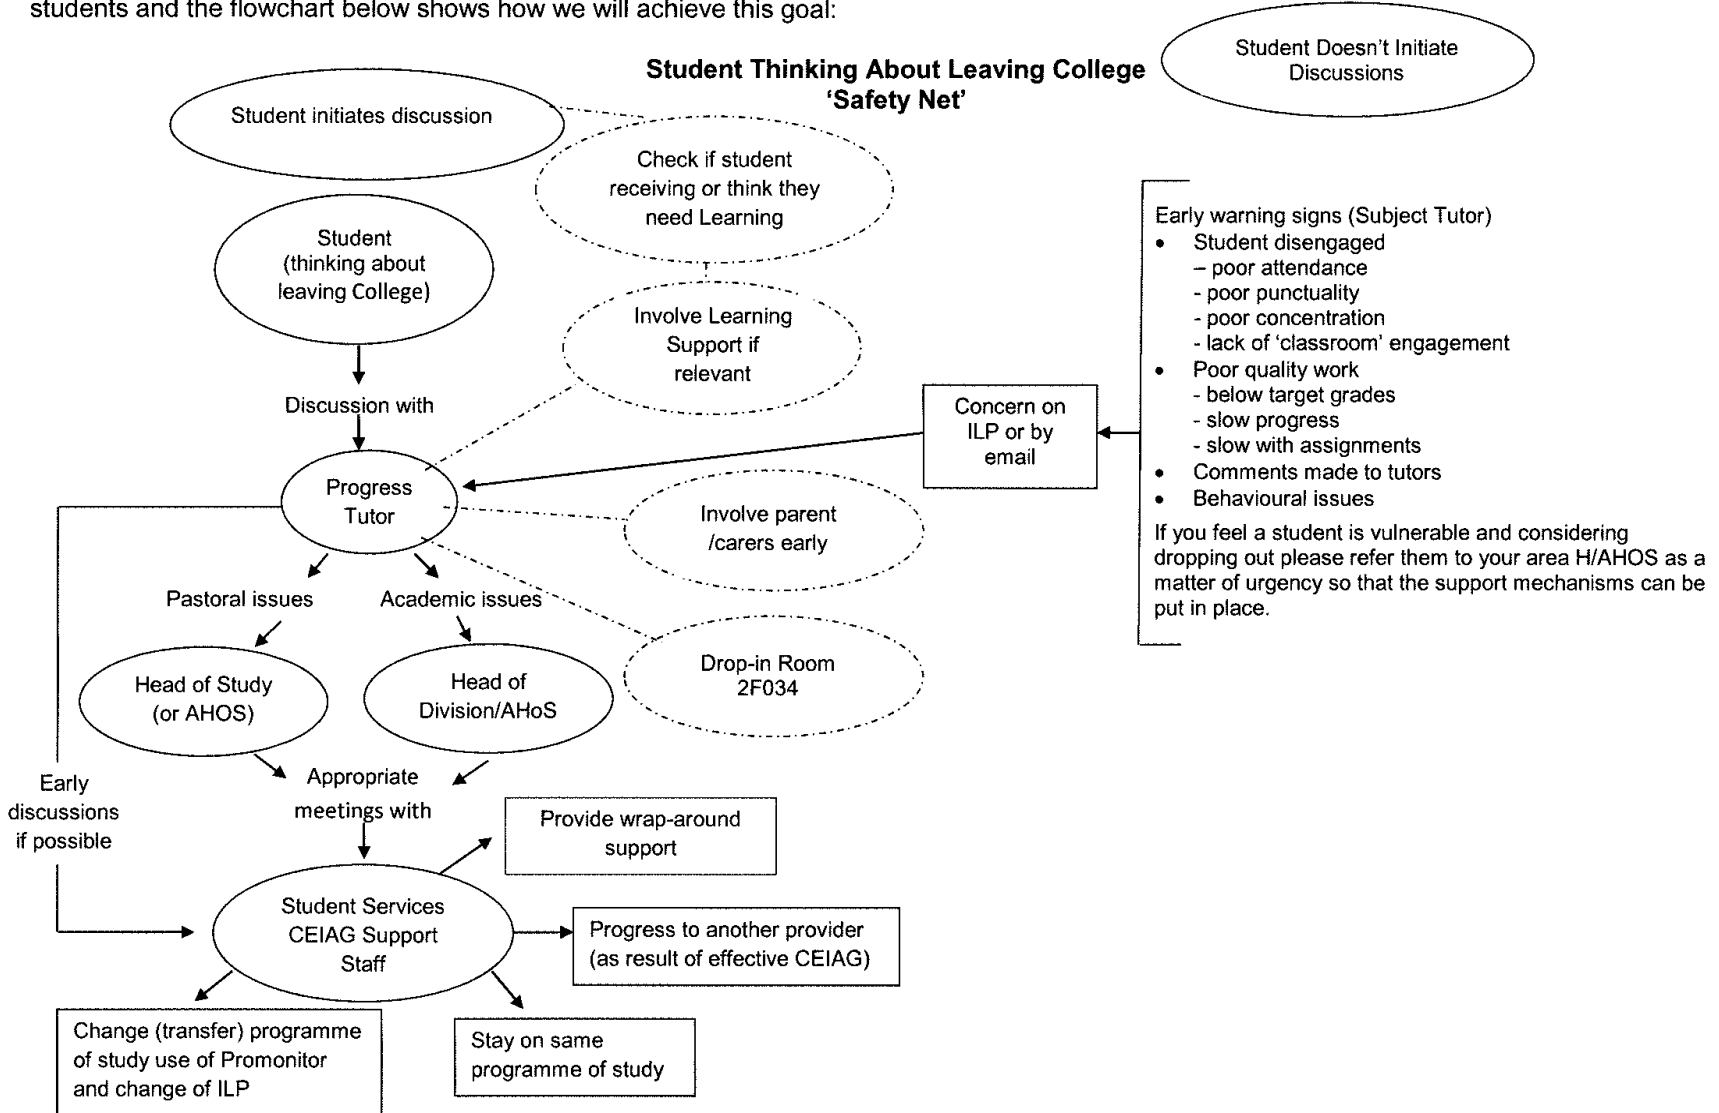 students and the flowchart below shows how we will achieve this goal:
Student Thinking About Leaving College
‘Safety Net’
Student Doesn’t Initiate
Discussions
Student initiates discussion
Check if student
receiving or think they
need Learning
Student
(thinking about
leaving College)
Involve Learning
Support if
relevant
Discussion with
Progress
Tutor
Concern on
ILP or by
email
Early warning signs (Subject Tutor)
• Student disengaged
– poor attendance
- poor punctuality
- poor concentration
- lack of ‘classroom’ engagement
• Poor quality work
- below target grades
- slow progress
- slow with assignments
• Comments made to tutors
• Behavioural issues
If you feel a student is vulnerable and considering
dropping out please refer them to your area H/AHOS as a
matter of urgency so that the support mechanisms can be
put in place.
Involve parent
/carers early
Pastoral issues
Academic issues
Head of Study
(or AHOS)
Head of
Division/AHoS
Drop-in Room
2F034
Early
discussions
if possible
Appropriate
meetings with
Provide wrap-around
support
Student Services
CEIAG Support
Staff
Progress to another provider
(as result of effective CEIAG)
Change (transfer) programme
of study use of Promonitor
and change of ILP
Stay on same
programme of study